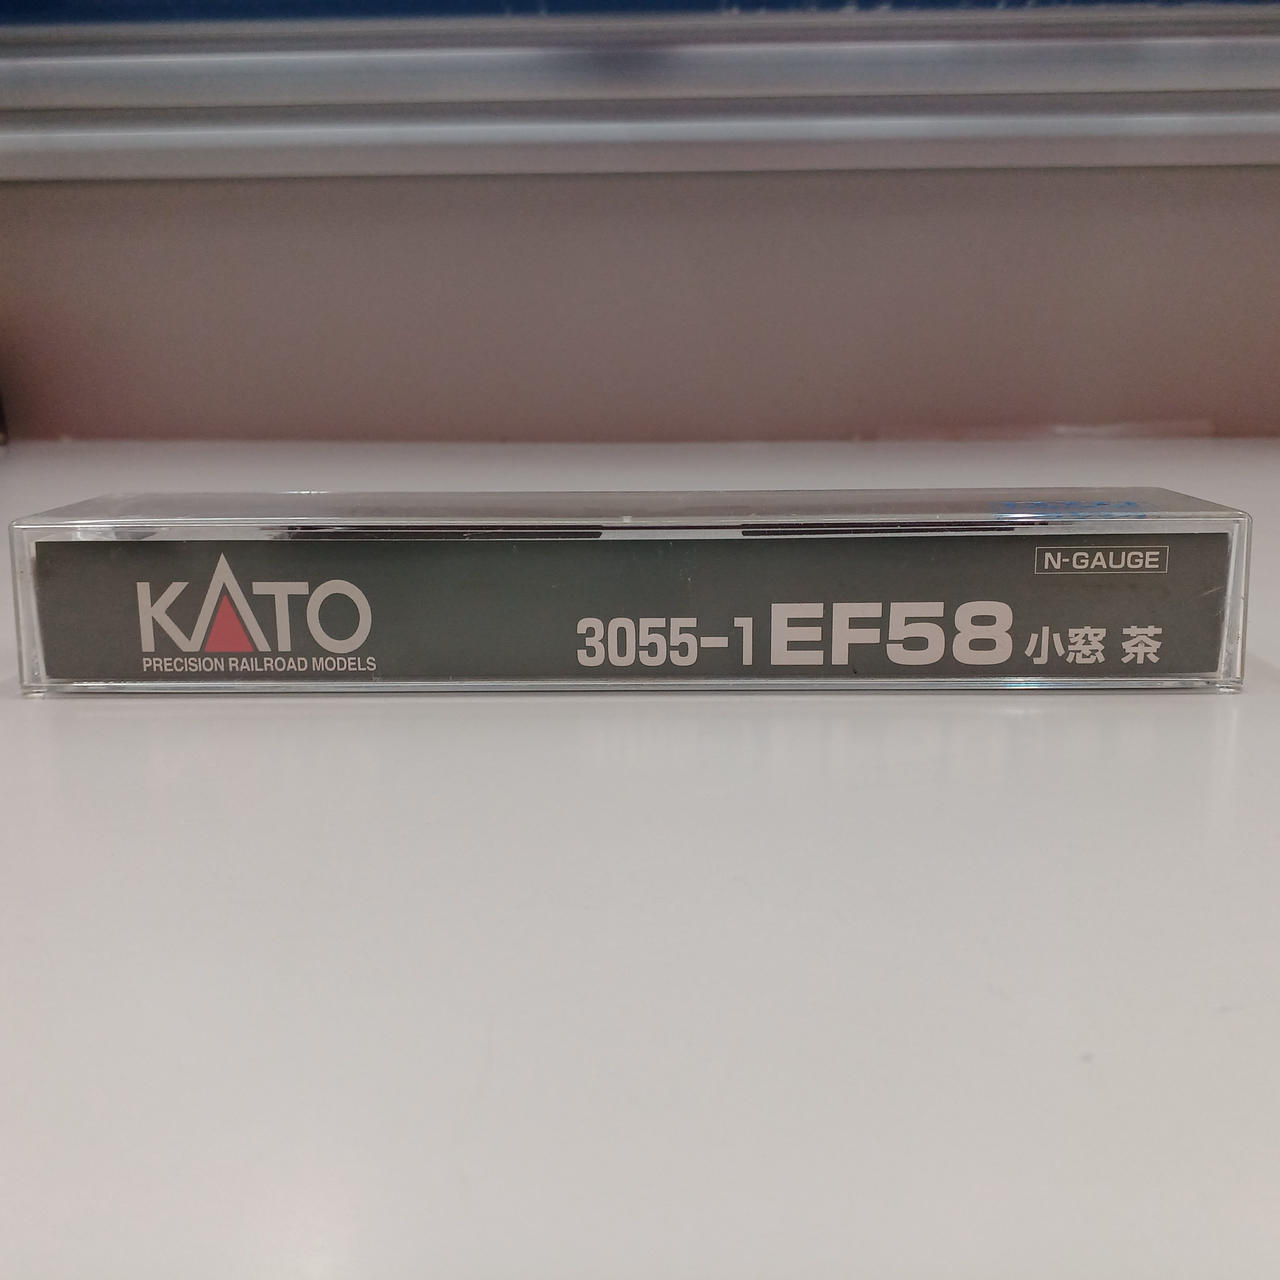 N-GAUGE
KATO
PRECISION RAILROAD MODELS
3055-1 EF58 小窓 茶